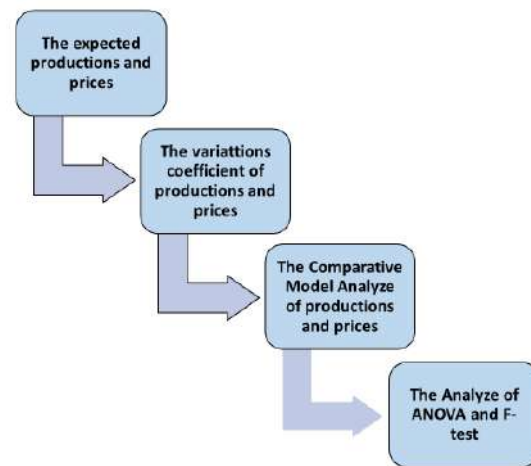 The expected
productions and
prices
The variattions
coefficient of
productions and
prices
The Comparative
Model Analyze
of productions
and prices
The Analyze of
ANOVA and F-
test